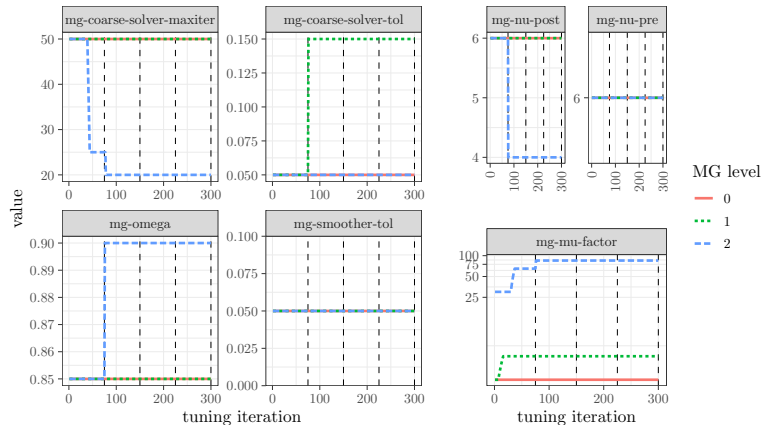 mg-coarse-solver-maxiter
mg-coarse-solver-tol
50
40
30
20
0 100 200 300
0.150
0.125
0.100
0.075
0.050
0 100 200 300
mg-omega
mg-smoother-tol
0.90
0.89
0.88
0.87
0.86
0.85
0 100 200 300
0.100
0.075
0.050
0.025
0.000
0 100 200 300
value
tuning iteration
mg-nu-post
mg-nu-pre
6
5
4
0 100 200 300
6
0 100 200 300
mg-mu-factor
100
75
50
25
0 100 200 300
tuning iteration
MG level
0
1
2